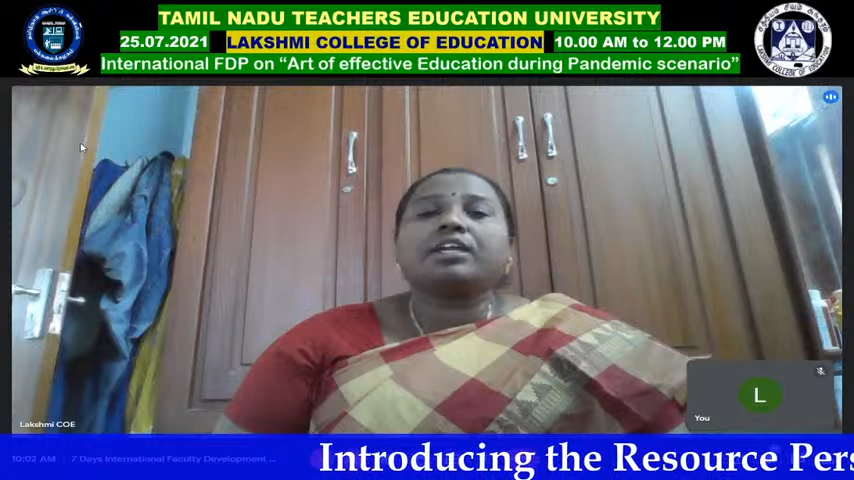 TAMIL NADU TEACHERS EDUCATION UNIVERSITY
25.07.2021 LAKSHMI COLLEGE OF EDUCATION 10.00 AM to 12.00 PM
International FDP on “Art of effective Education during Pandemic scenario”
Lakshmi COE
L
You
10:02 AM | 7 Days International Faculty Development ...
Introducing the Resource Pers